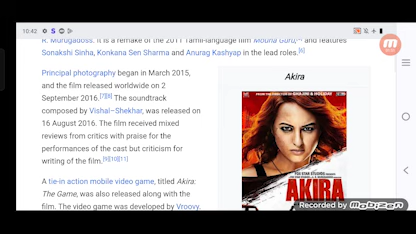 10:42
R. Murugadoss. It is a remake of the 2011 Tamil-language film Mouna Guru,[5] and features
Sonakshi Sinha, Konkana Sen Sharma and Anurag Kashyap in the lead roles.[6]
Principal photography began in March 2015,
and the film released worldwide on 2
September 2016.[7][8] The soundtrack
composed by Vishal–Shekhar, was released on
16 August 2016. The film received mixed
reviews from critics with praise for the
performances of the cast but criticism for
writing of the film.[9][10][11]
A tie-in action mobile video game, titled Akira:
The Game, was also released along with the
film. The video game was developed by Vroovy.
Akira
AKIRA
Recorded by Mobizen